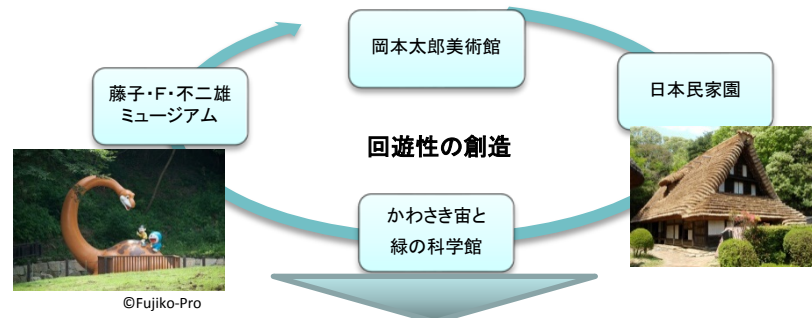 岡本太郎美術館
藤子・F・不二雄
ミュージアム
日本民家園
回遊性の創造
かわさき宙と
緑の科学館
©Fujiko-Pro